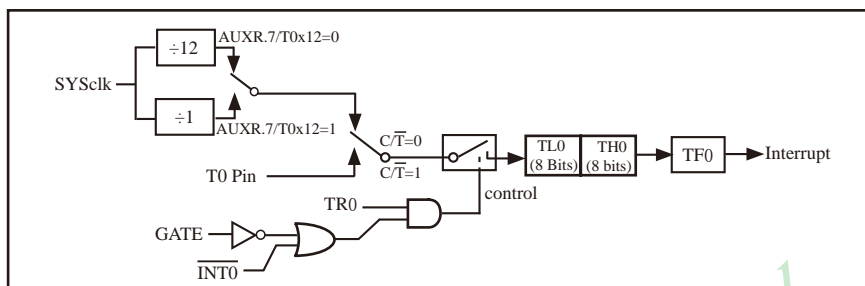 ÷12
AUXR.7/T0x12=0
SYSclk
÷1
AUXR.7/T0x12=1
C/T̅=0
C/T̅=1
T0 Pin
TL0
(8 Bits)
TH0
(8 bits)
TF0
Interrupt
control
TR0
GATE
I̅N̅T̅0̅